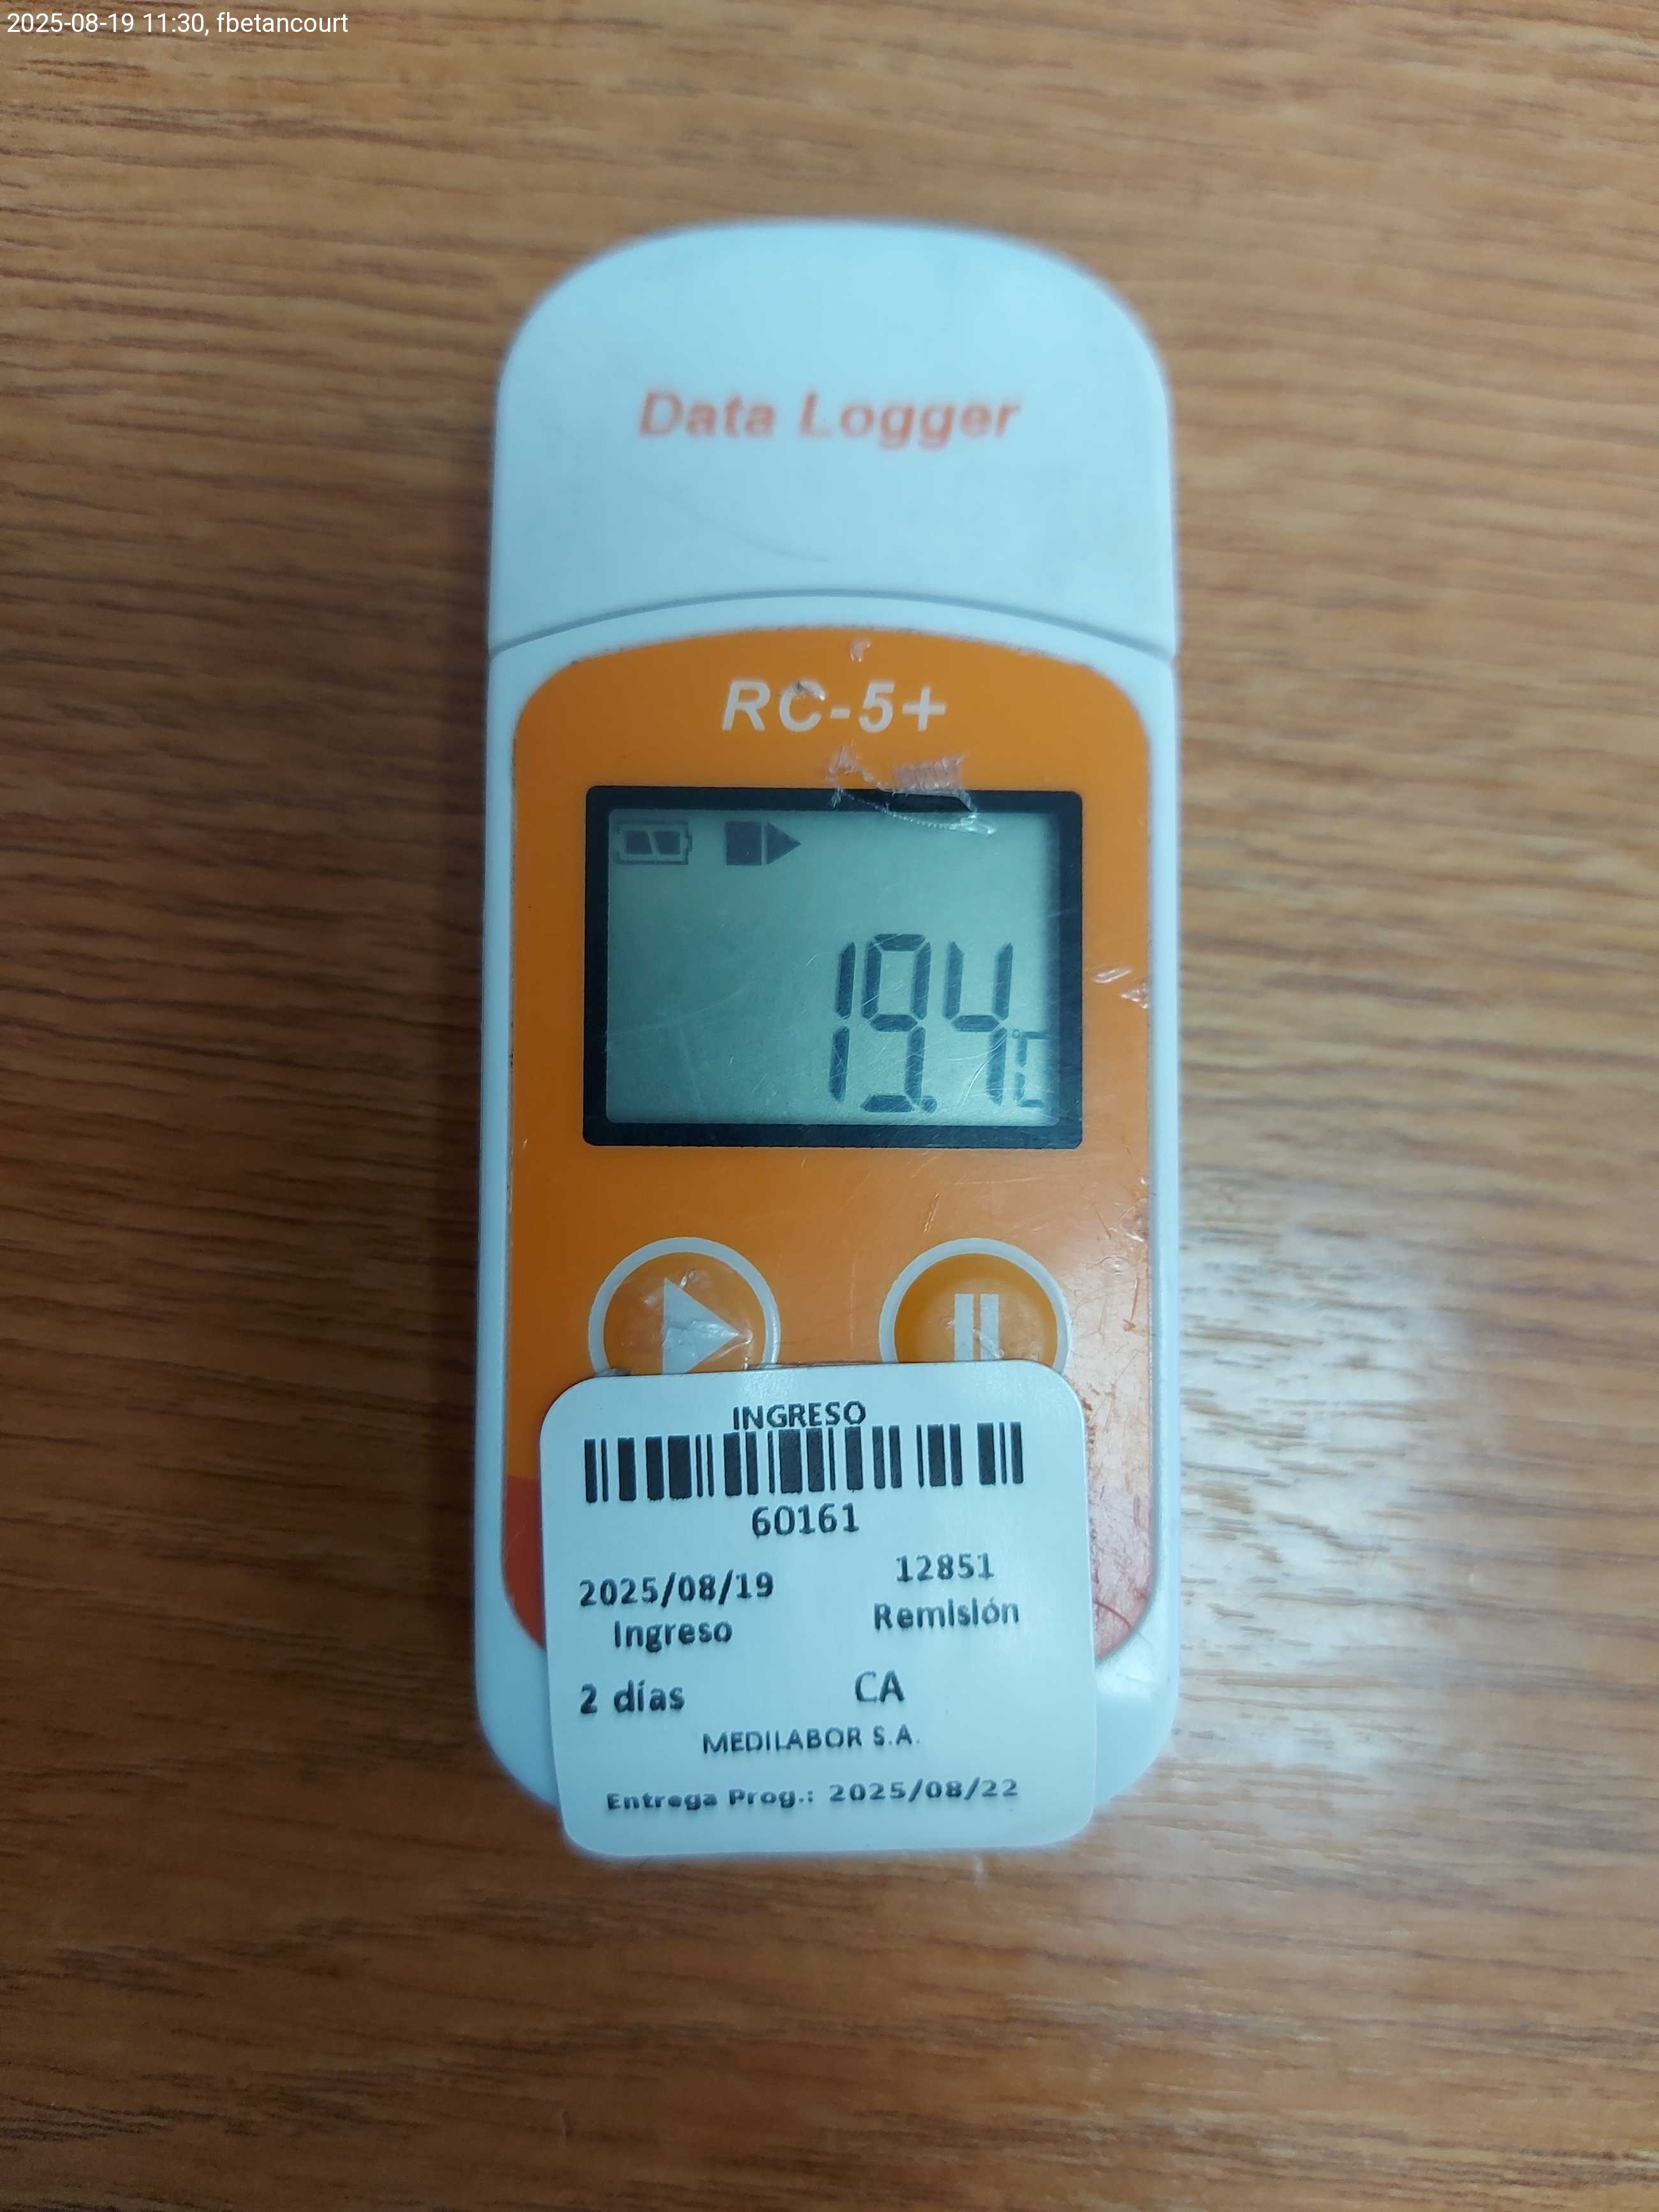 2025-08-19 11:30, fbetancourt
Data Logger
RC-5+
19.4°C
INGRESO
60161
2025/08/19 12851
Ingreso Remisión
2 días CA
MEDILABOR S.A.
Entrega Prog.: 2025/08/22